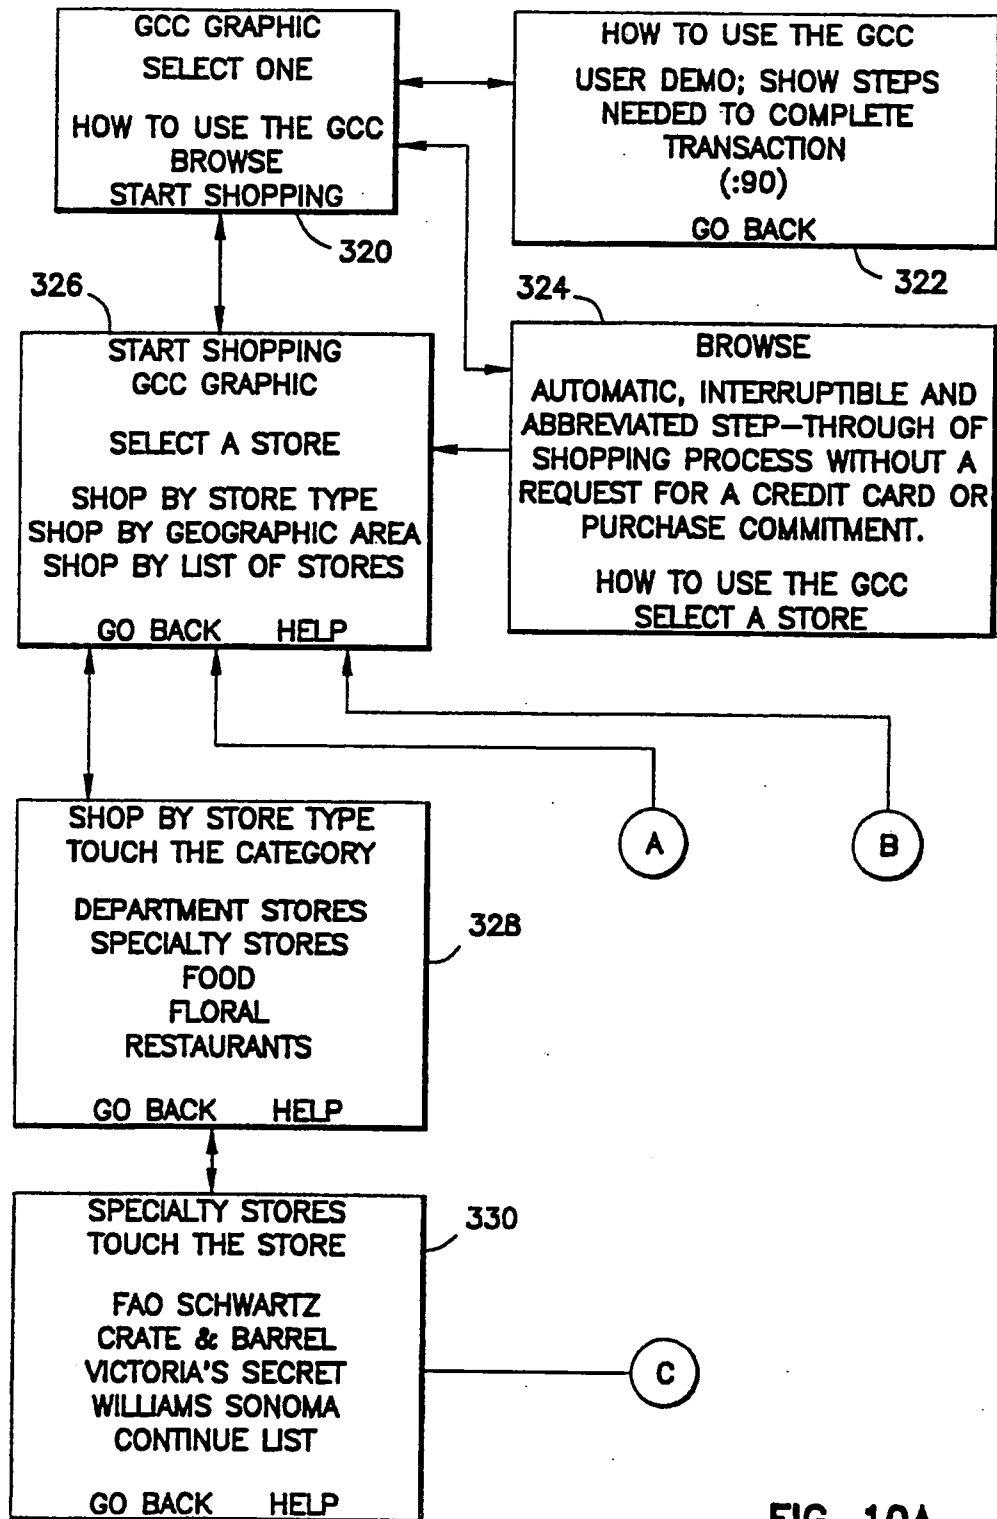 GCC GRAPHIC
SELECT ONE
HOW TO USE THE GCC
BROWSE
START SHOPPING
320
HOW TO USE THE GCC
USER DEMO; SHOW STEPS
NEEDED TO COMPLETE
TRANSACTION
(:90)
GO BACK
322
326
START SHOPPING
GCC GRAPHIC
SELECT A STORE
SHOP BY STORE TYPE
SHOP BY GEOGRAPHIC AREA
SHOP BY LIST OF STORES
GO BACK HELP
324
BROWSE
AUTOMATIC, INTERRUPTIBLE AND
ABBREVIATED STEP-THROUGH OF
SHOPPING PROCESS WITHOUT A
REQUEST FOR A CREDIT CARD OR
PURCHASE COMMITMENT.
HOW TO USE THE GCC
SELECT A STORE
A
B
SHOP BY STORE TYPE
TOUCH THE CATEGORY
DEPARTMENT STORES
SPECIALTY STORES
FOOD
FLORAL
RESTAURANTS
GO BACK HELP
328
SPECIALTY STORES
TOUCH THE STORE
FAO SCHWARTZ
CRATE & BARREL
VICTORIA'S SECRET
WILLIAMS SONOMA
CONTINUE LIST
GO BACK HELP
330
C
FIG. 10A